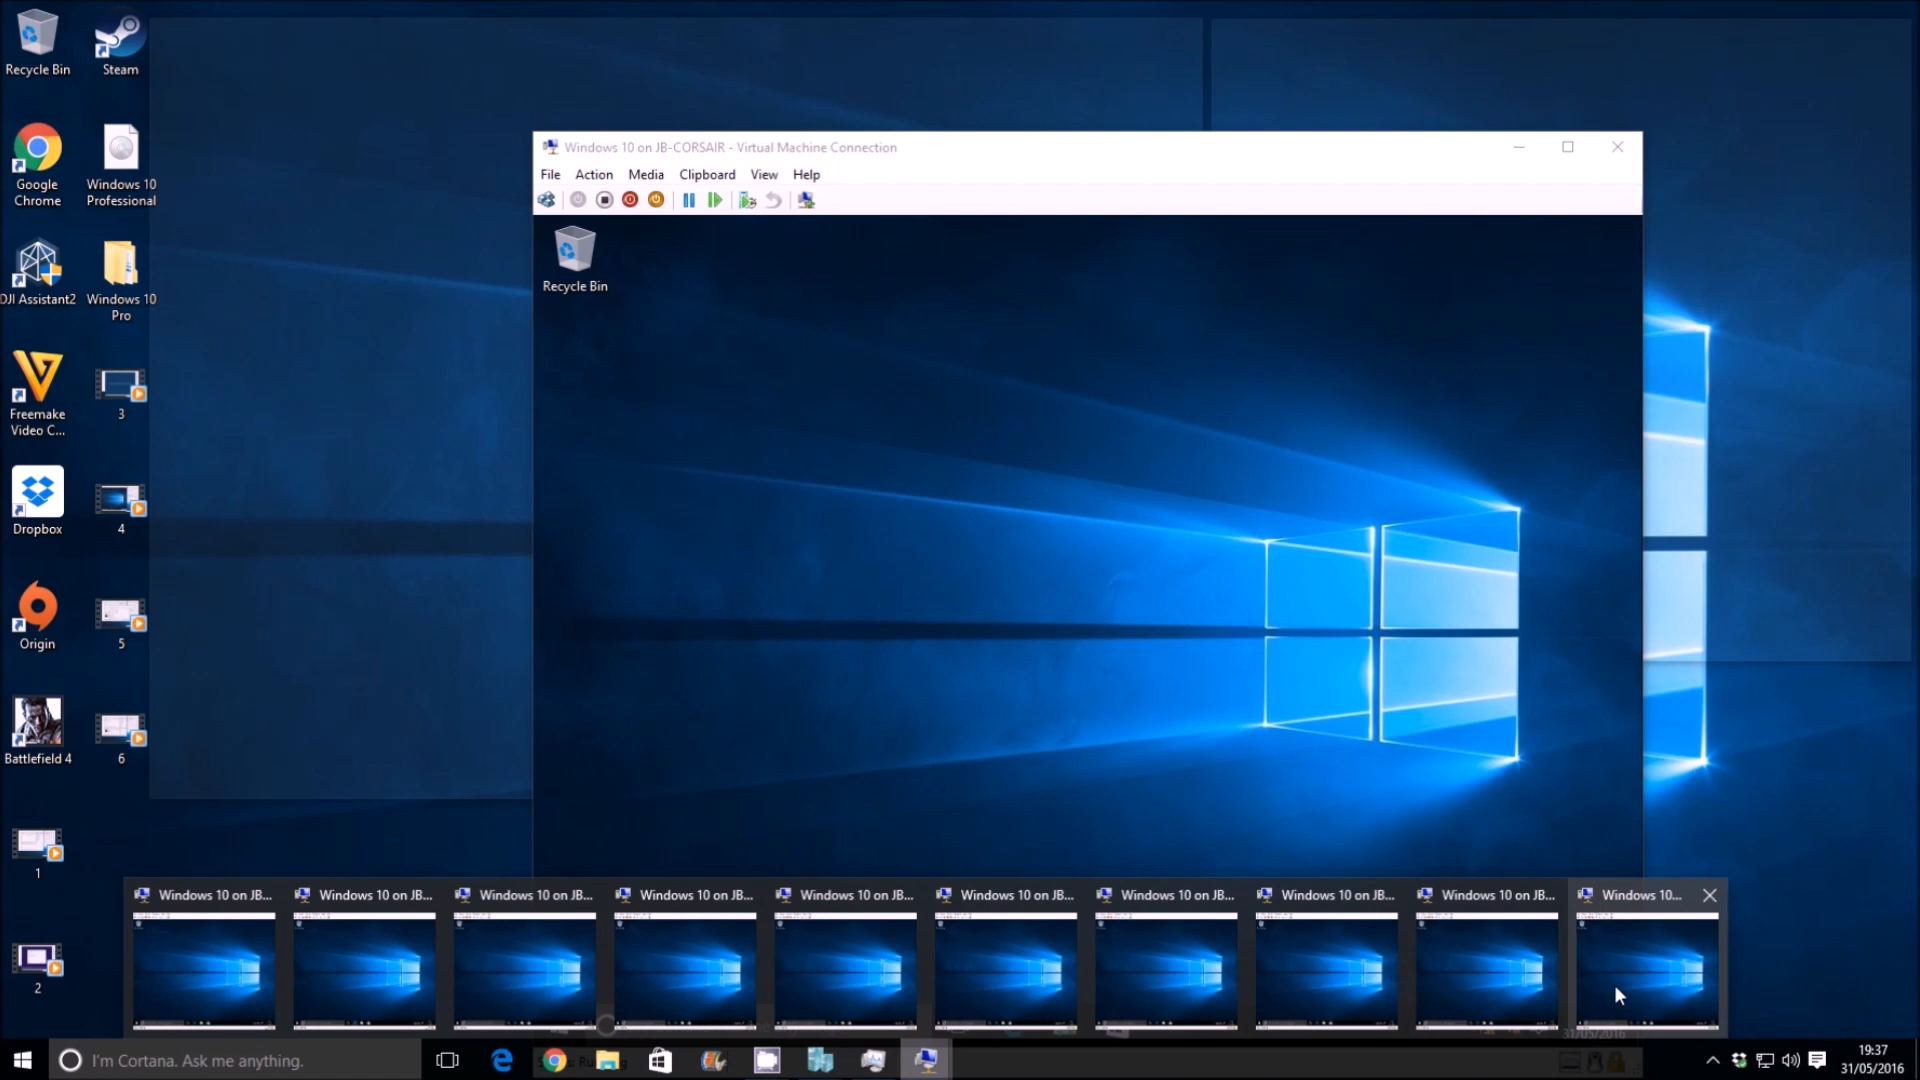 Recycle Bin
Steam
Google
Chrome
Windows 10
Professional
DJI Assistant2
Windows 10
Pro
Freemake
Video C...
3
Dropbox
4
Origin
5
Battlefield 4
6
1
2
Windows 10 on JB-CORSAIR - Virtual Machine Connection
File Action Media Clipboard View Help
Recycle Bin
Windows 10 on JB... Windows 10 on JB... Windows 10 on JB... Windows 10 on JB... Windows 10 on JB... Windows 10 on JB... Windows 10 on JB... Windows 10 on JB... Windows 10 on JB... Windows 10...
31/05/2016
I'm Cortana. Ask me anything.
19:37
31/05/2016